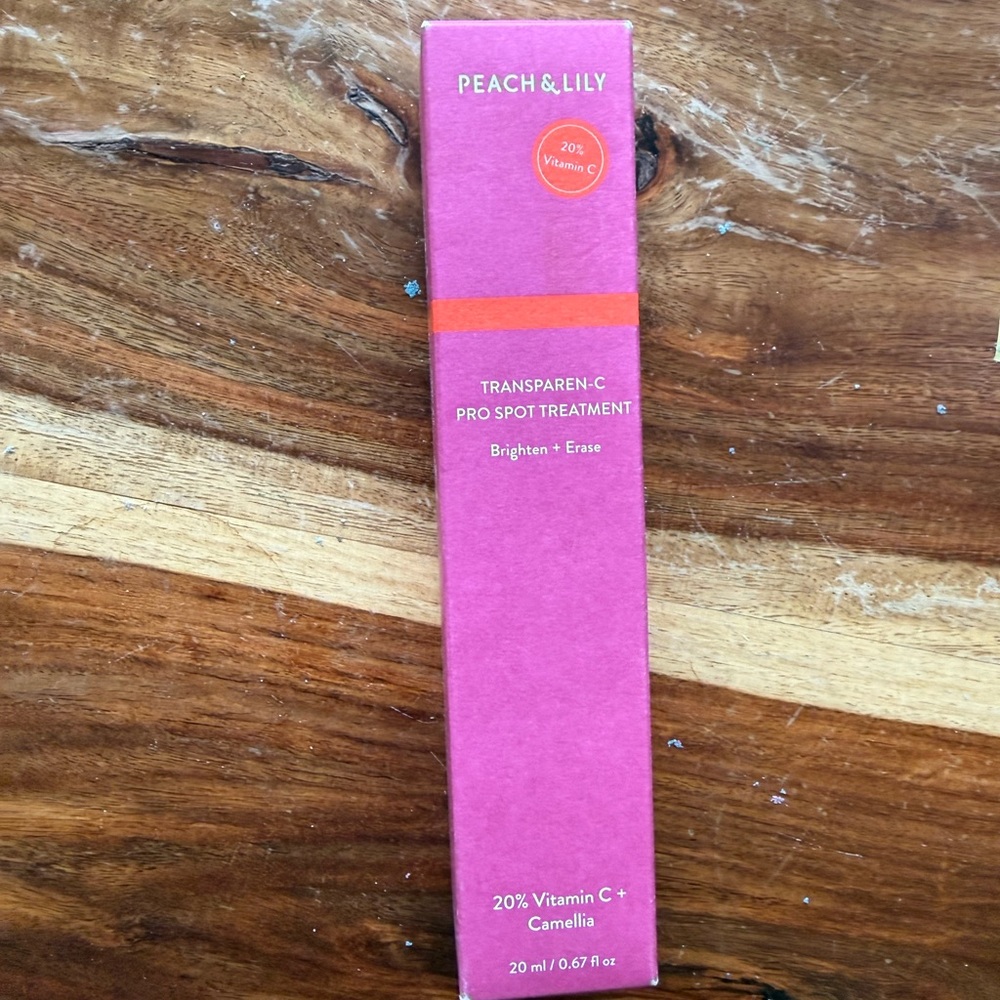 PEACH & LILY
20%
Vitamin C
TRANSPAREN-C
PRO SPOT TREATMENT
Brighten + Erase
20% Vitamin C +
Camellia
20 ml / 0.67 fl oz